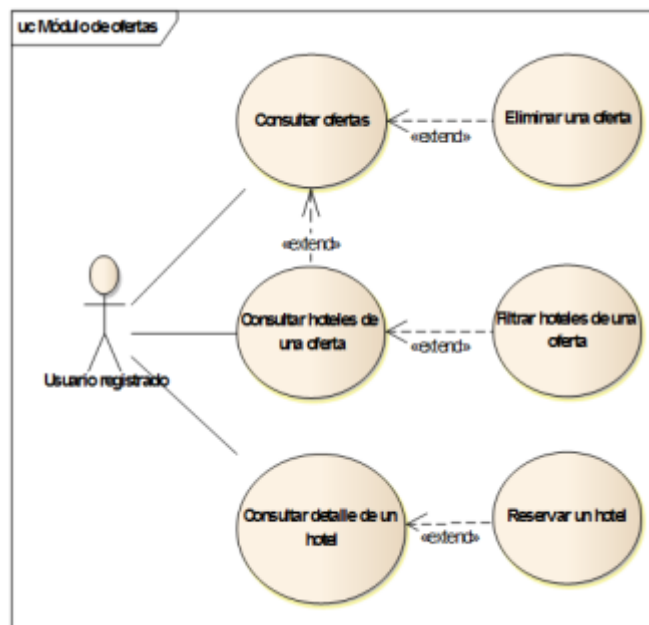 uc Módulo de ofertas
Consultar ofertas
Eliminar una oferta
«extend»
«extend»
Consultar hoteles de
una oferta
Filtrar hoteles de una
oferta
«extend»
Usuario registrado
Consultar detalle de un
hotel
Reservar un hotel
«extend»